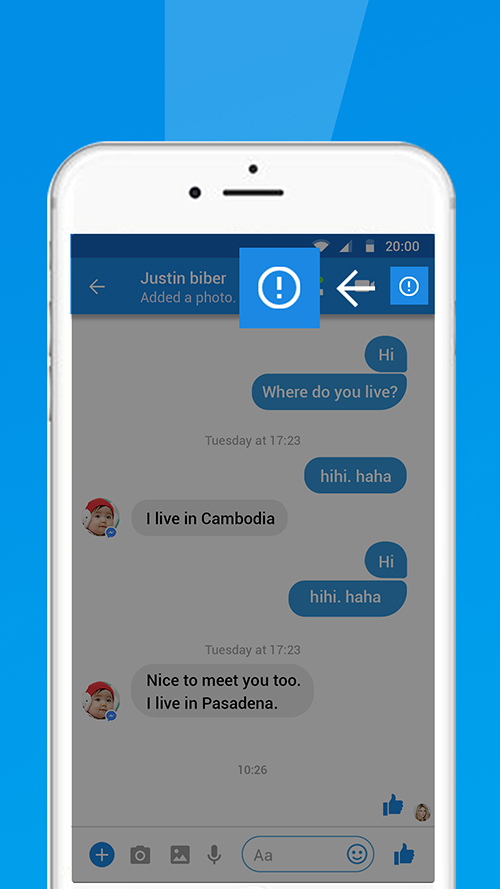 20:00
Justin biber
Added a photo.
Hi
Where do you live?
Tuesday at 17:23
hihi. haha
I live in Cambodia
Hi
hihi. haha
Tuesday at 17:23
Nice to meet you too.
I live in Pasadena.
10:26
Aa